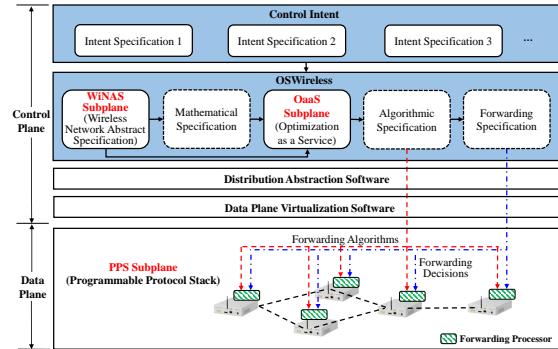 Control Intent
Intent Specification 1
Intent Specification 2
Intent Specification 3
...
OSWireless
WiNAS
Subplane
(Wireless
Network Abstract
Specification)
Mathematical
Specification
OaaS
Subplane
(Optimization
as a Service)
Algorithmic
Specification
Forwarding
Specification
Control
Plane
Distribution Abstraction Software
Data Plane Virtualization Software
Data
Plane
PPS Subplane
(Programmable Protocol Stack)
Forwarding Algorithms
Forwarding
Decisions
Forwarding Processor